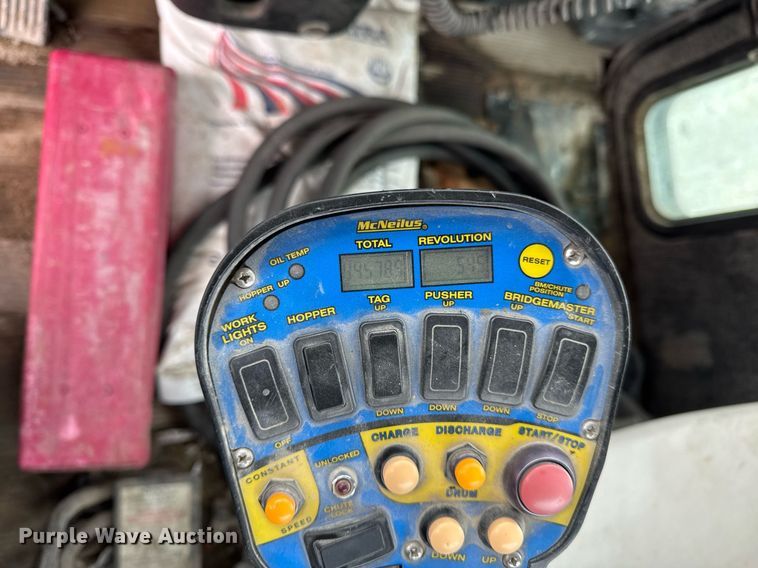 McNeilus
TOTAL REVOLUTION
OIL TEMP
HOPPER UP
RESET
BM/CHUTE
POSITION
WORK
LIGHTS
ON
HOPPER
TAG
UP
PUSHER
UP
BRIDGEMASTER
UP START
OFF
DOWN
DOWN
DOWN
STOP
CHARGE DISCHARGE START/STOP
CONSTANT
SPEED
UNLOCKED
CHUTE
LOCK
DRUM
DOWN UP
Purple Wave Auction